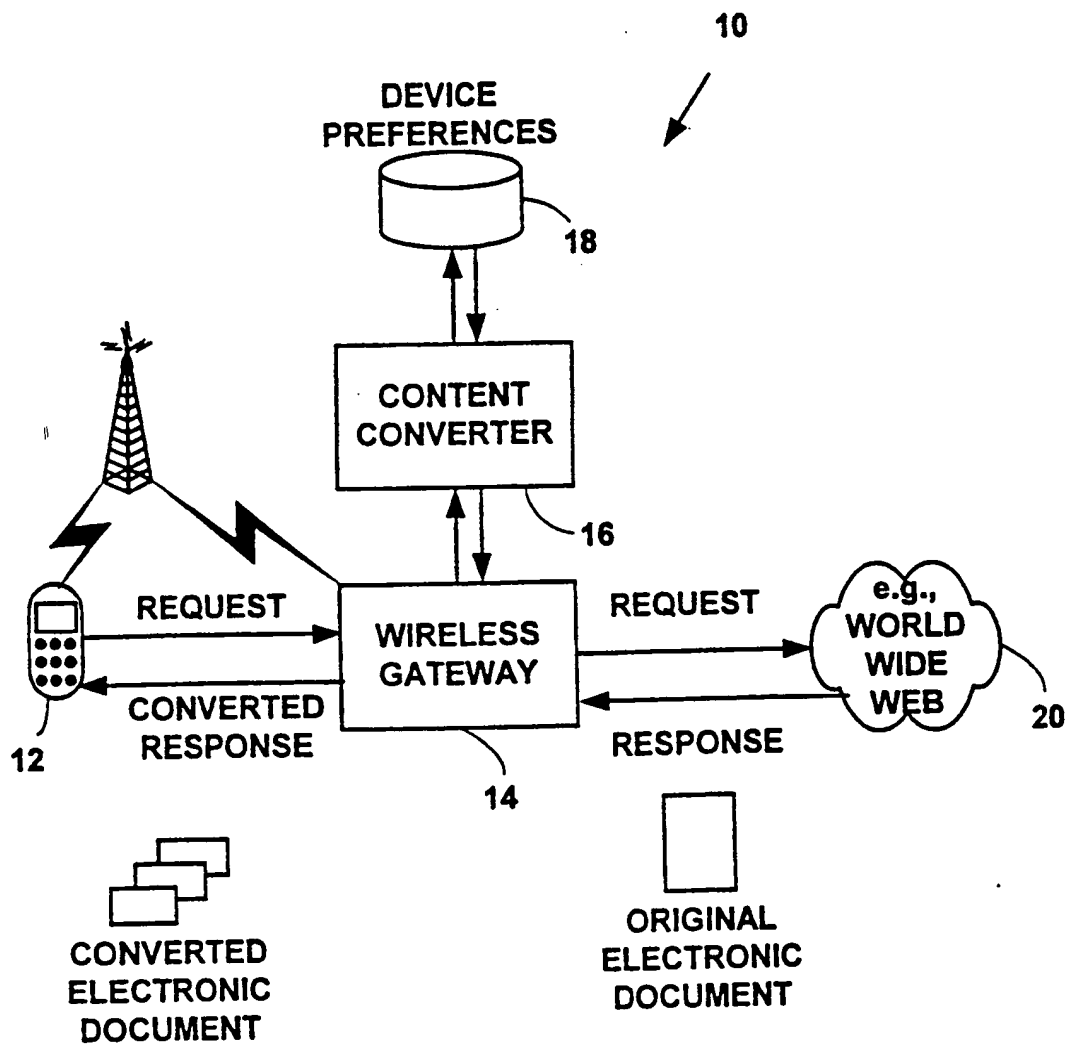 10
DEVICE
PREFERENCES
18
CONTENT
CONVERTER
16
REQUEST
WIRELESS
GATEWAY
REQUEST
e.g.,
WORLD
WIDE
WEB
CONVERTED
RESPONSE
RESPONSE
12
14
20
CONVERTED
ELECTRONIC
DOCUMENT
ORIGINAL
ELECTRONIC
DOCUMENT